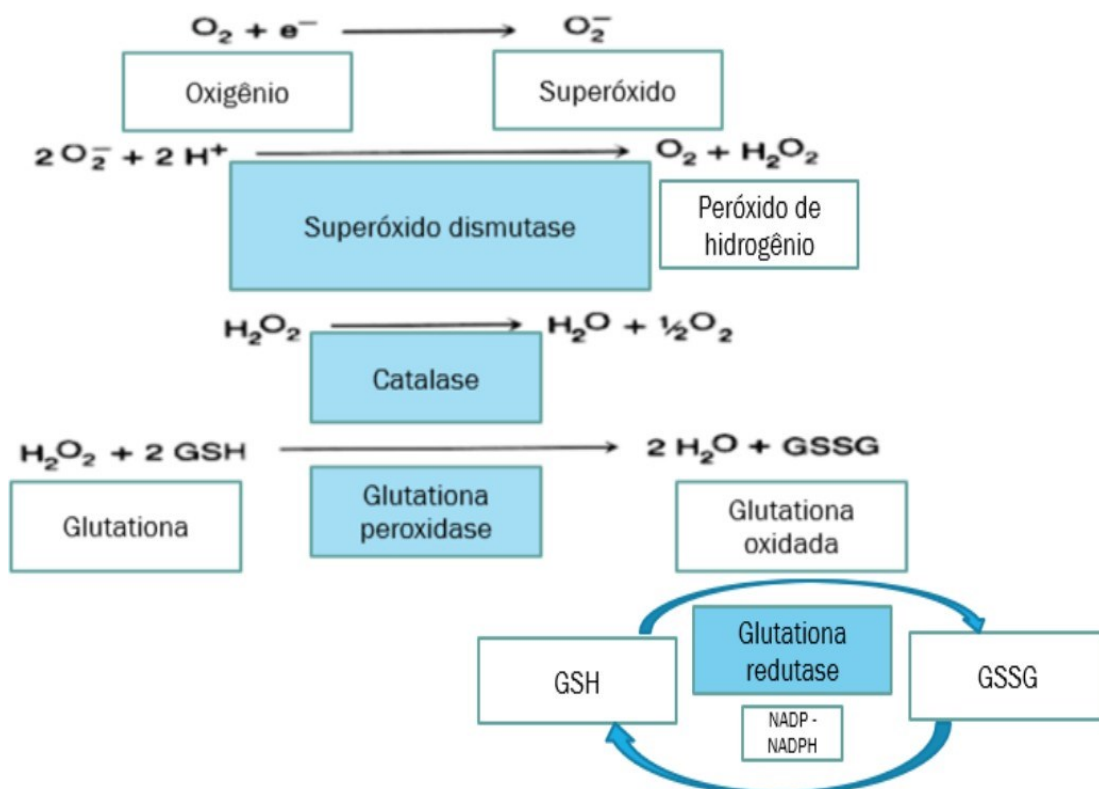 O₂ + e⁻ → O₂⁻
Oxigênio
Superóxido
2 O₂⁻ + 2 H⁺ → O₂ + H₂O₂
Superóxido dismutase
Peróxido de
hidrogênio
H₂O₂ → H₂O + ½O₂
Catalase
H₂O₂ + 2 GSH → 2 H₂O + GSSG
Glutationa
Glutationa
peroxidase
Glutationa
oxidada
Glutationa
redutase
GSH
GSSG
NADP -
NADPH